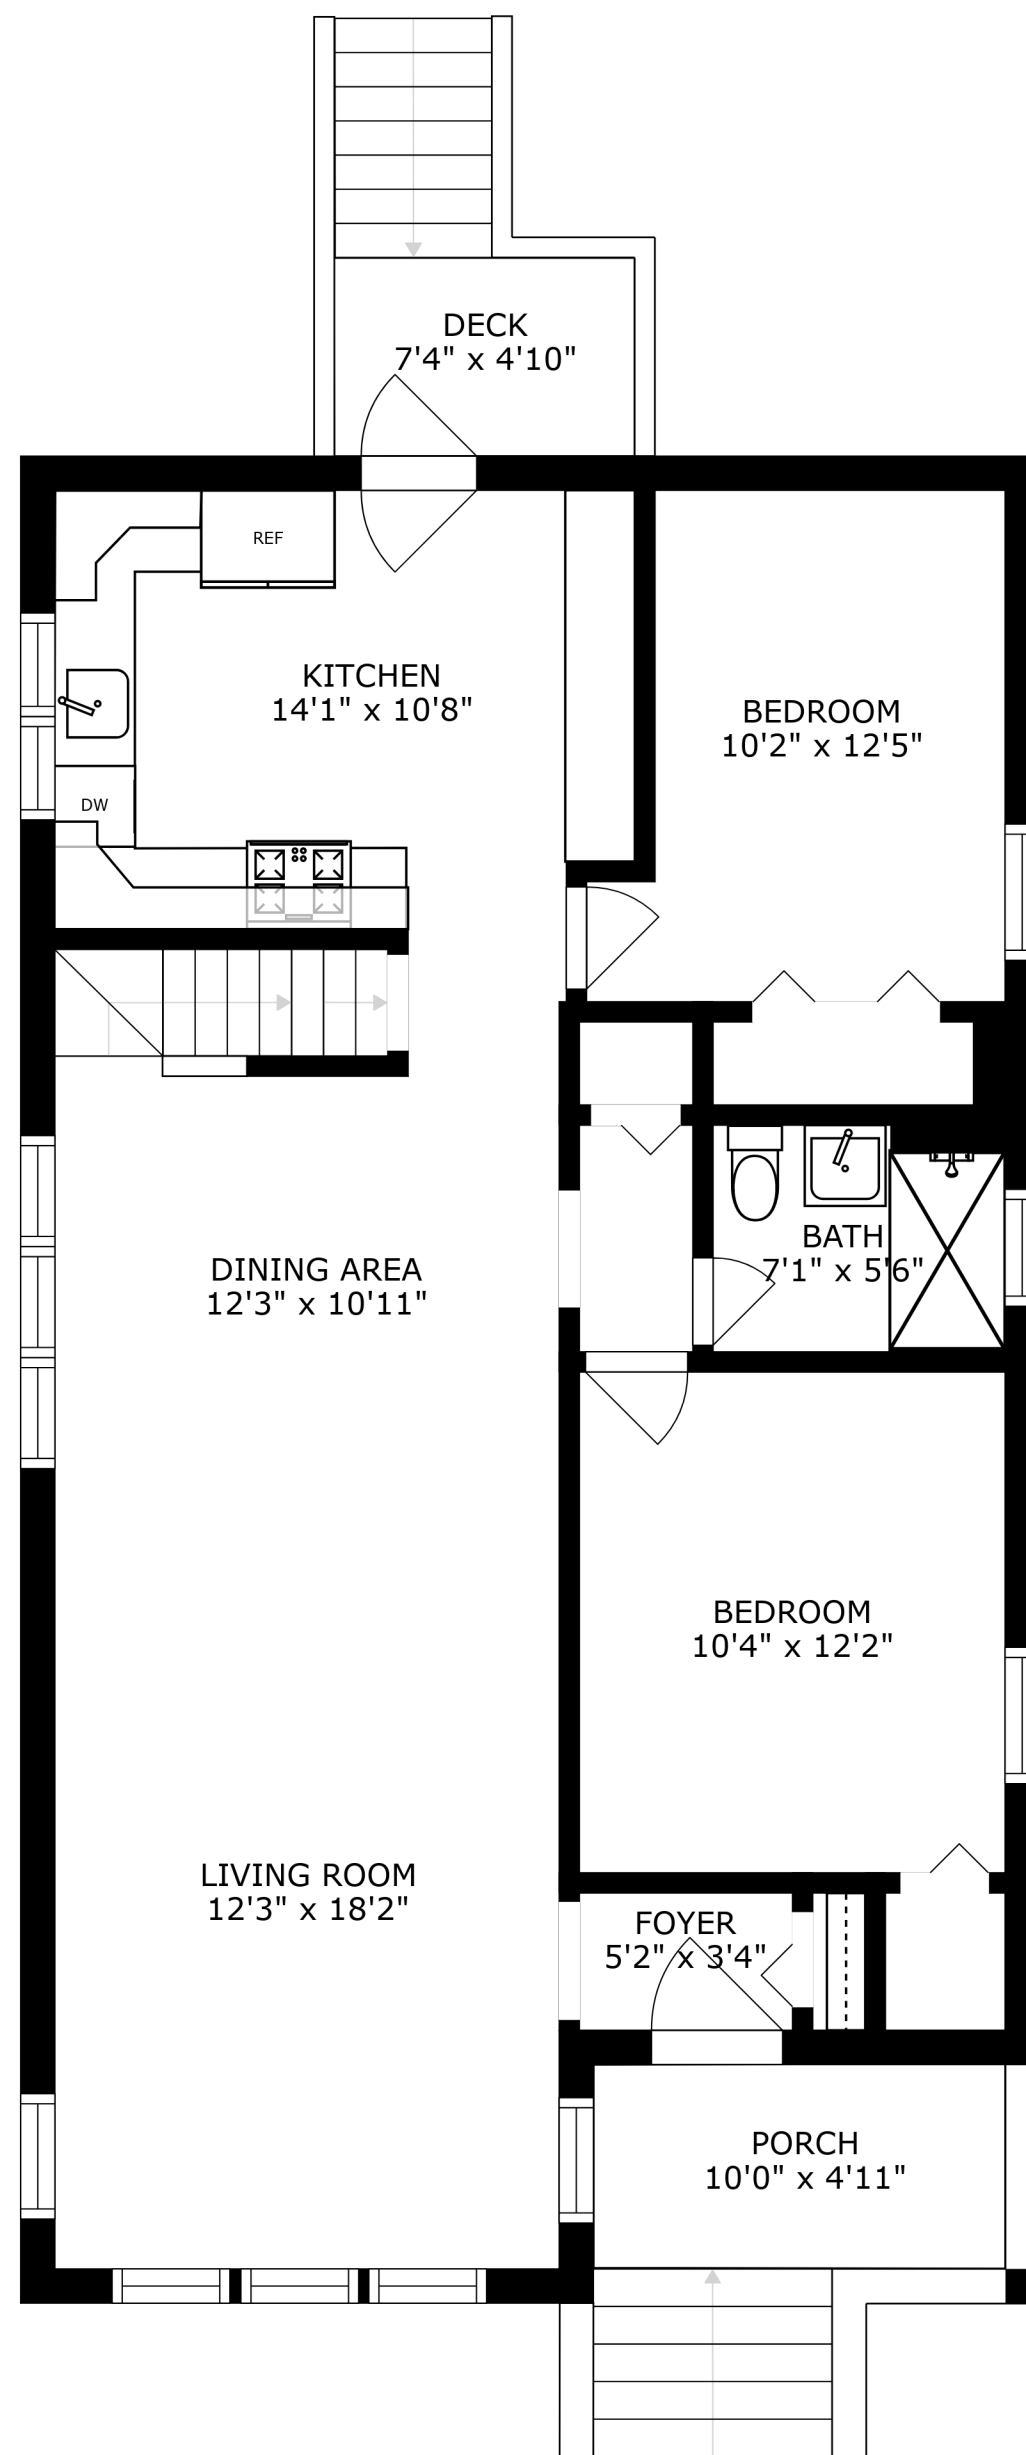 DECK
7'4" x 4'10"
REF
KITCHEN
14'1" x 10'8"
BEDROOM
10'2" x 12'5"
DW
BATH
7'1" x 5'6"
DINING AREA
12'3" x 10'11"
BEDROOM
10'4" x 12'2"
LIVING ROOM
12'3" x 18'2"
FOYER
5'2" x 3'4"
PORCH
10'0" x 4'11"